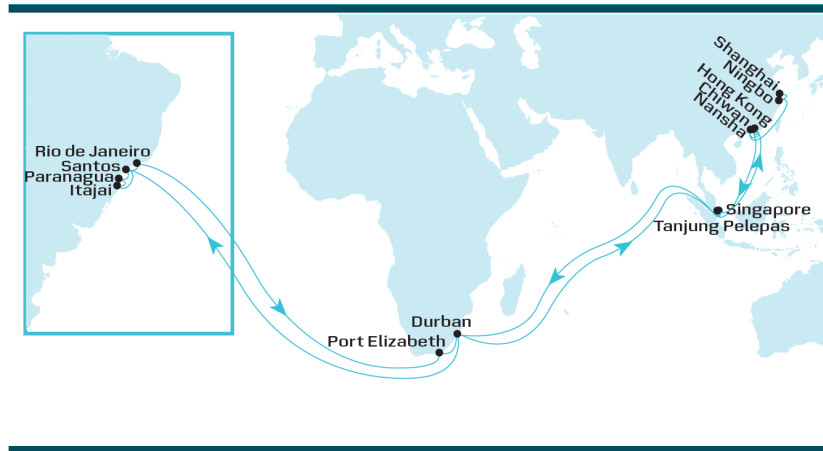 Shanghai
Ningbo
Hong Kong
Chiwan
Nansha
Rio de Janeiro
Santos
Paranagua
Itajai
Singapore
Tanjung Pelepas
Durban
Port Elizabeth